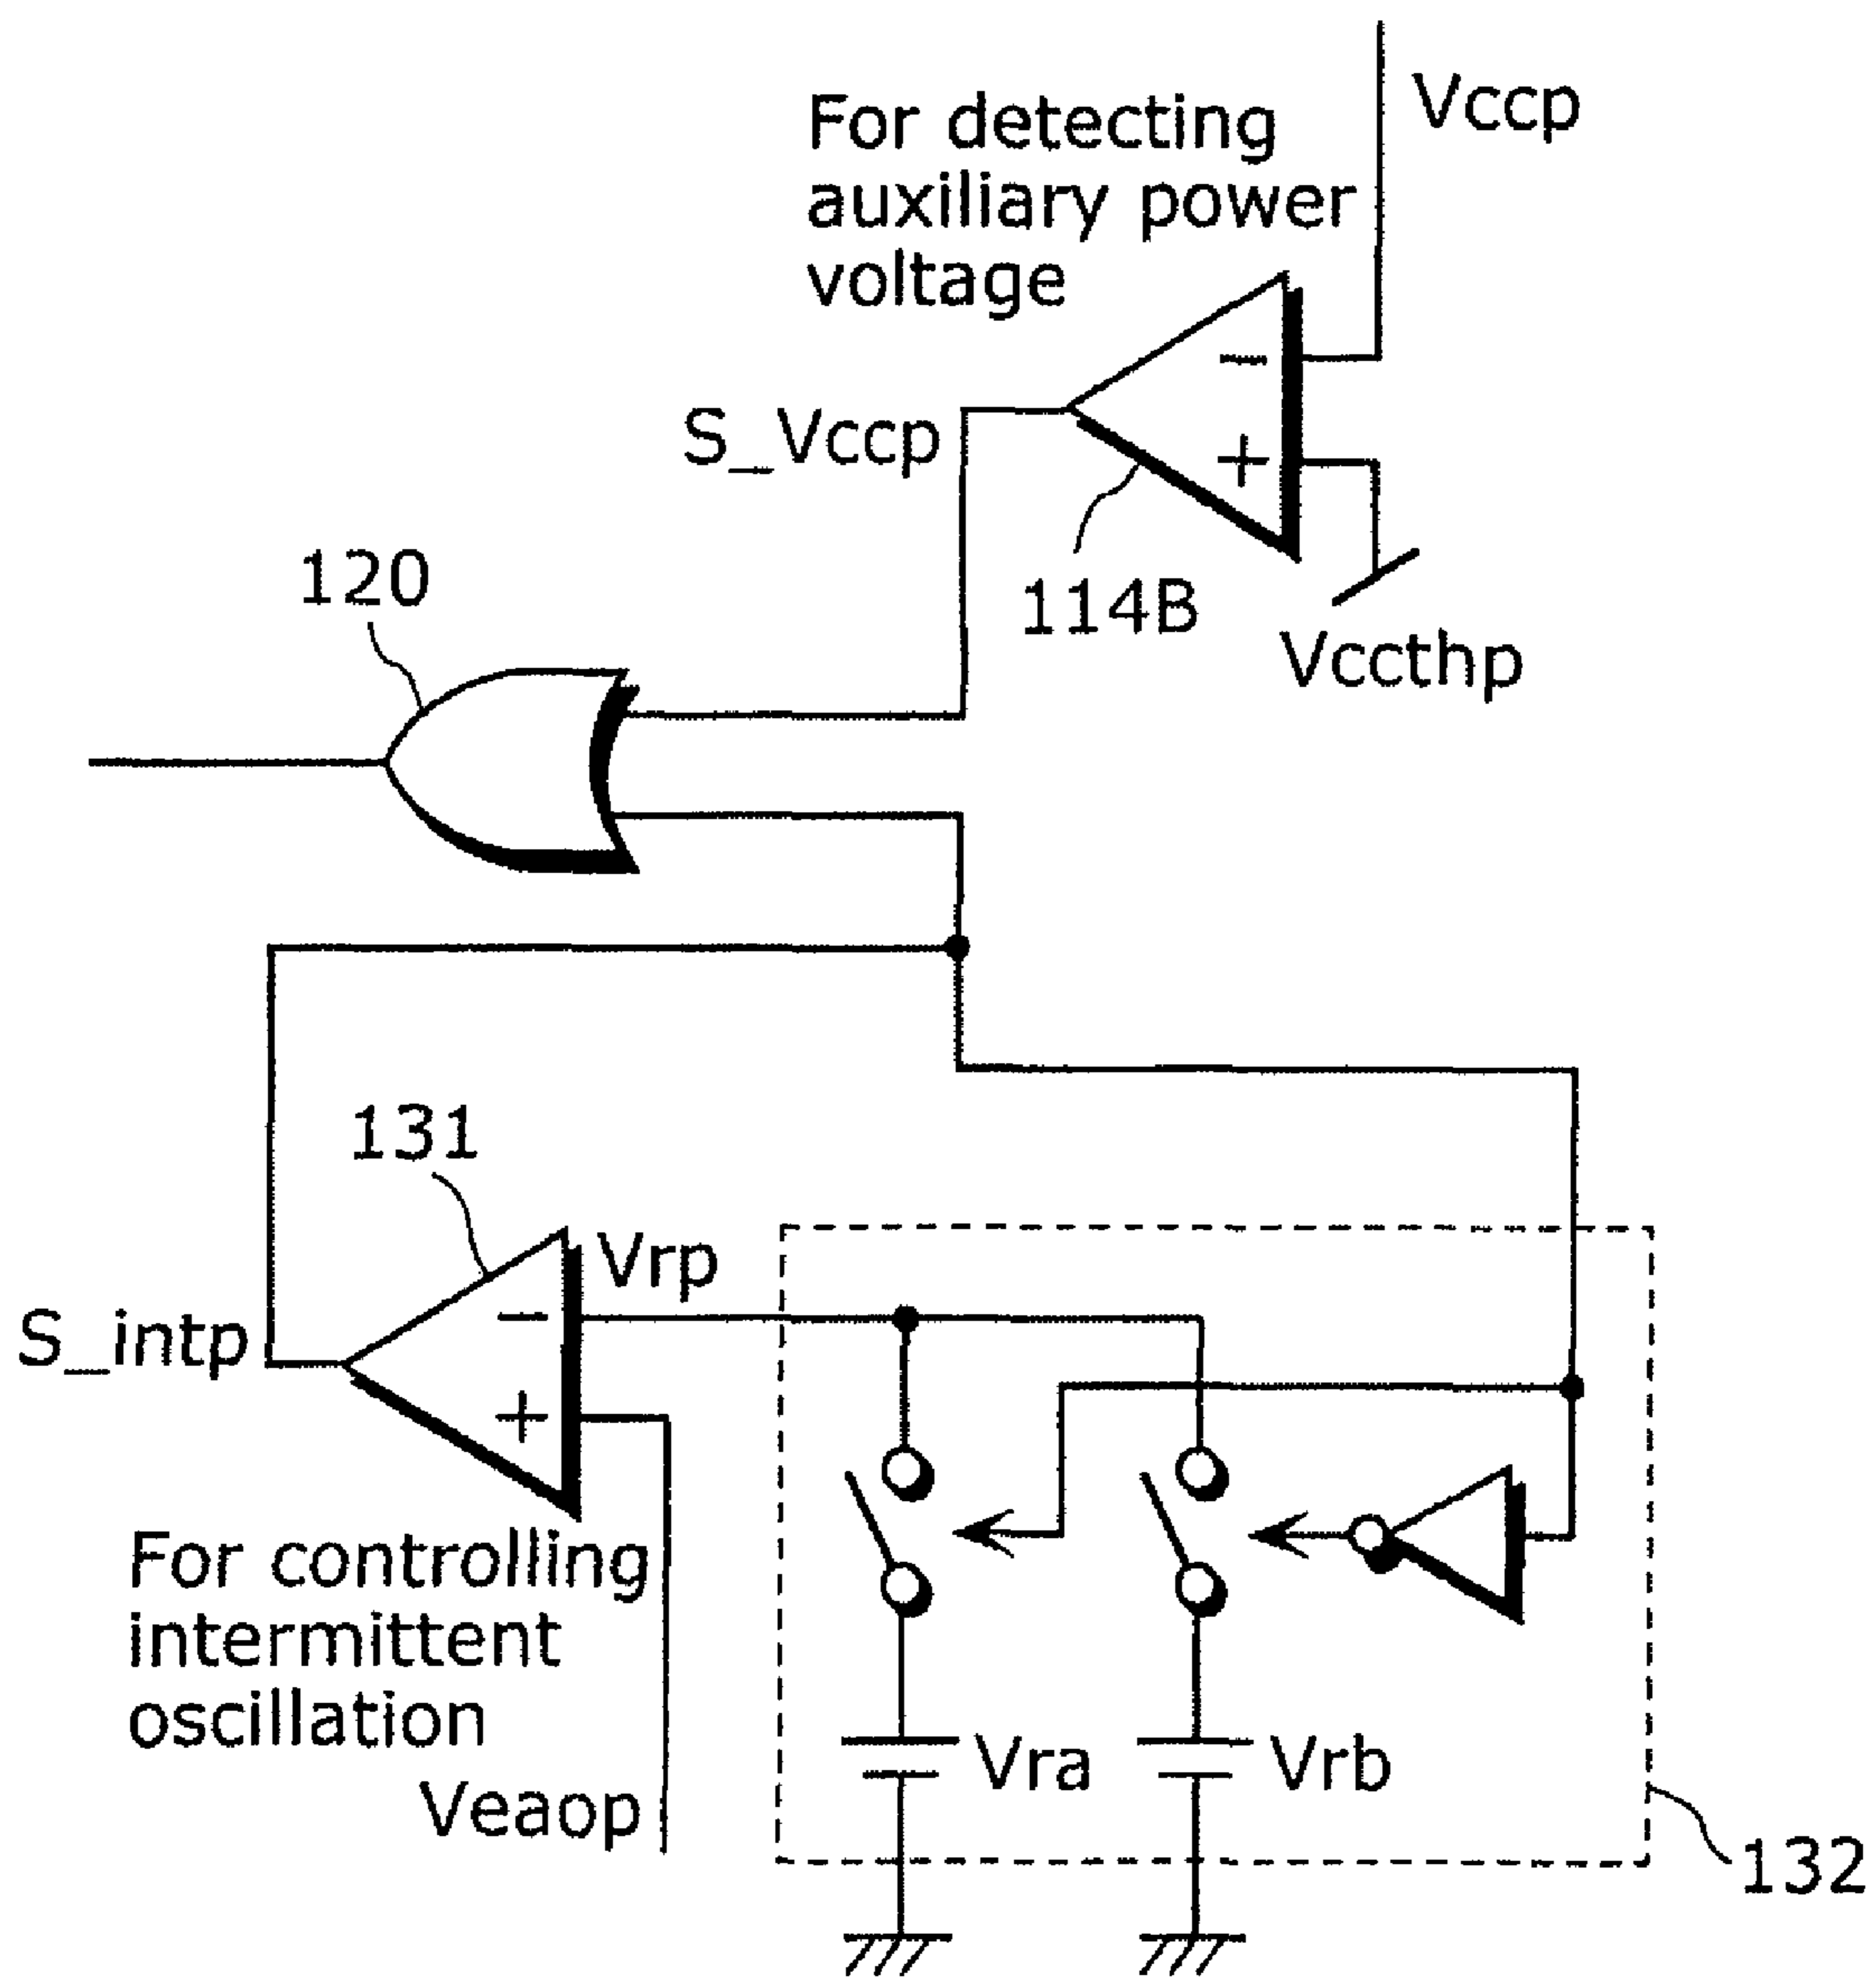 Vccp
For detecting
auxiliary power
voltage
−
S_Vccp
+
120
114B
Vccthp
131
Vrp
−
S_intp
+
For controlling
intermittent
oscillation
Vra
Vrb
Veaop
132